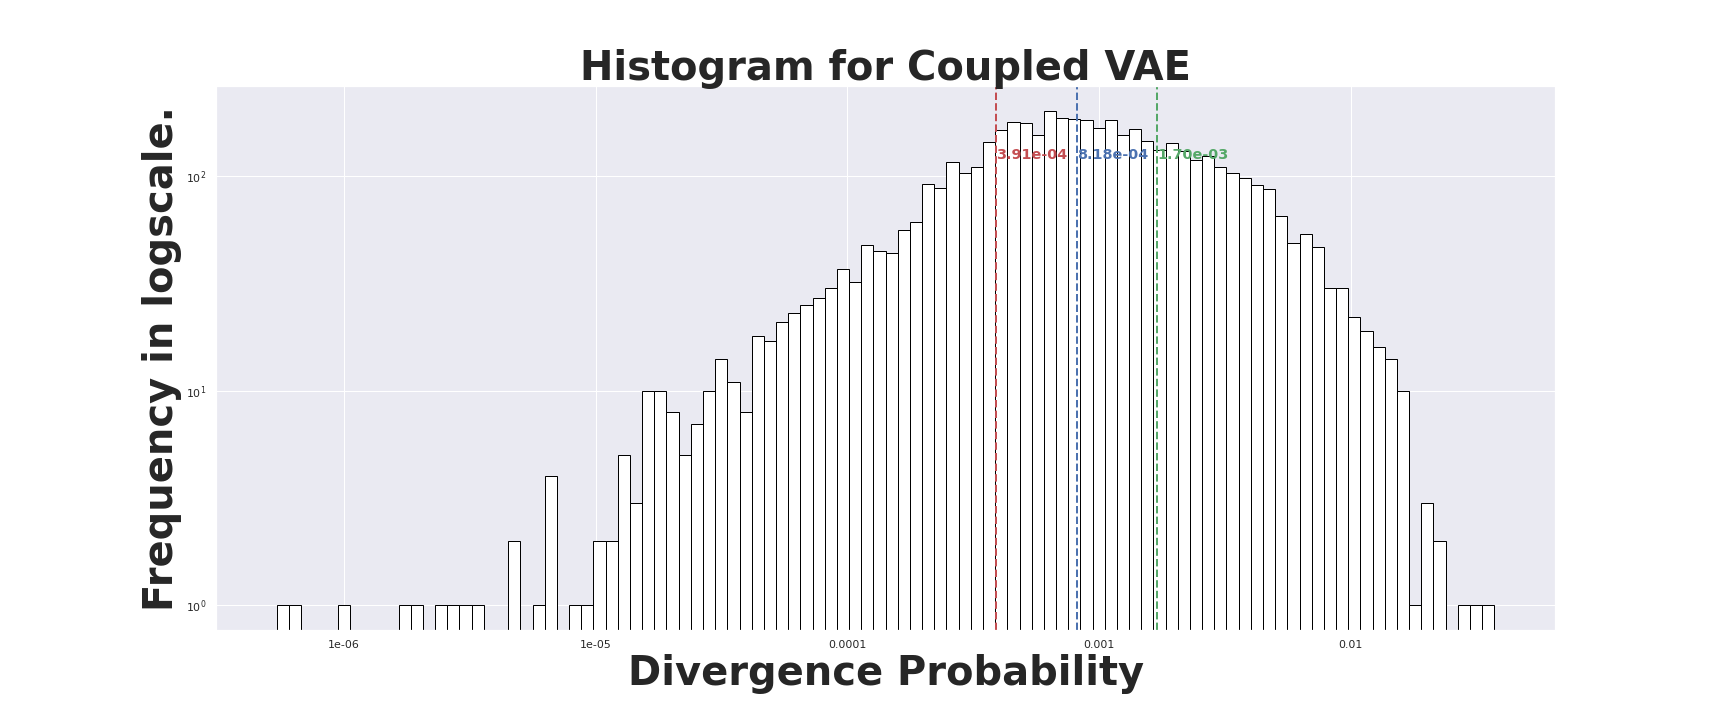 Histogram for Coupled VAE
Frequency in logscale.
10²
10¹
10⁰
3.91e-04
8.18e-04
1.70e-03
1e-06
1e-05
0.0001
0.001
0.01
Divergence Probability